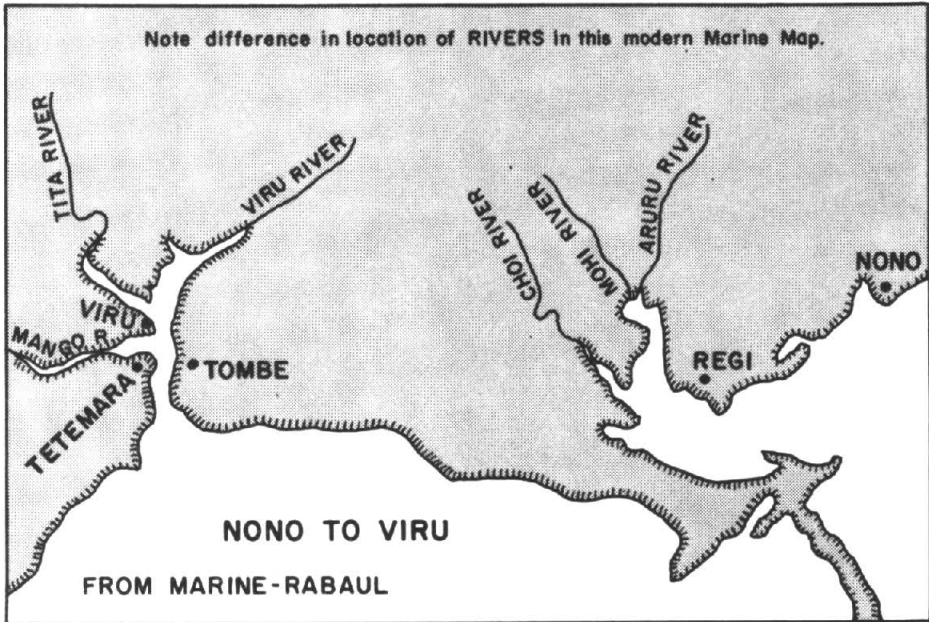 Note difference in location of RIVERS in this modern Marine Map.
TITA RIVER
VIRU RIVER
CHOI RIVER
MOHI RIVER
ARURU RIVER
NONO
VIRU
MANGO R.
TETEMARA
TOMBE
REGI
NONO TO VIRU
FROM MARINE-RABAUL